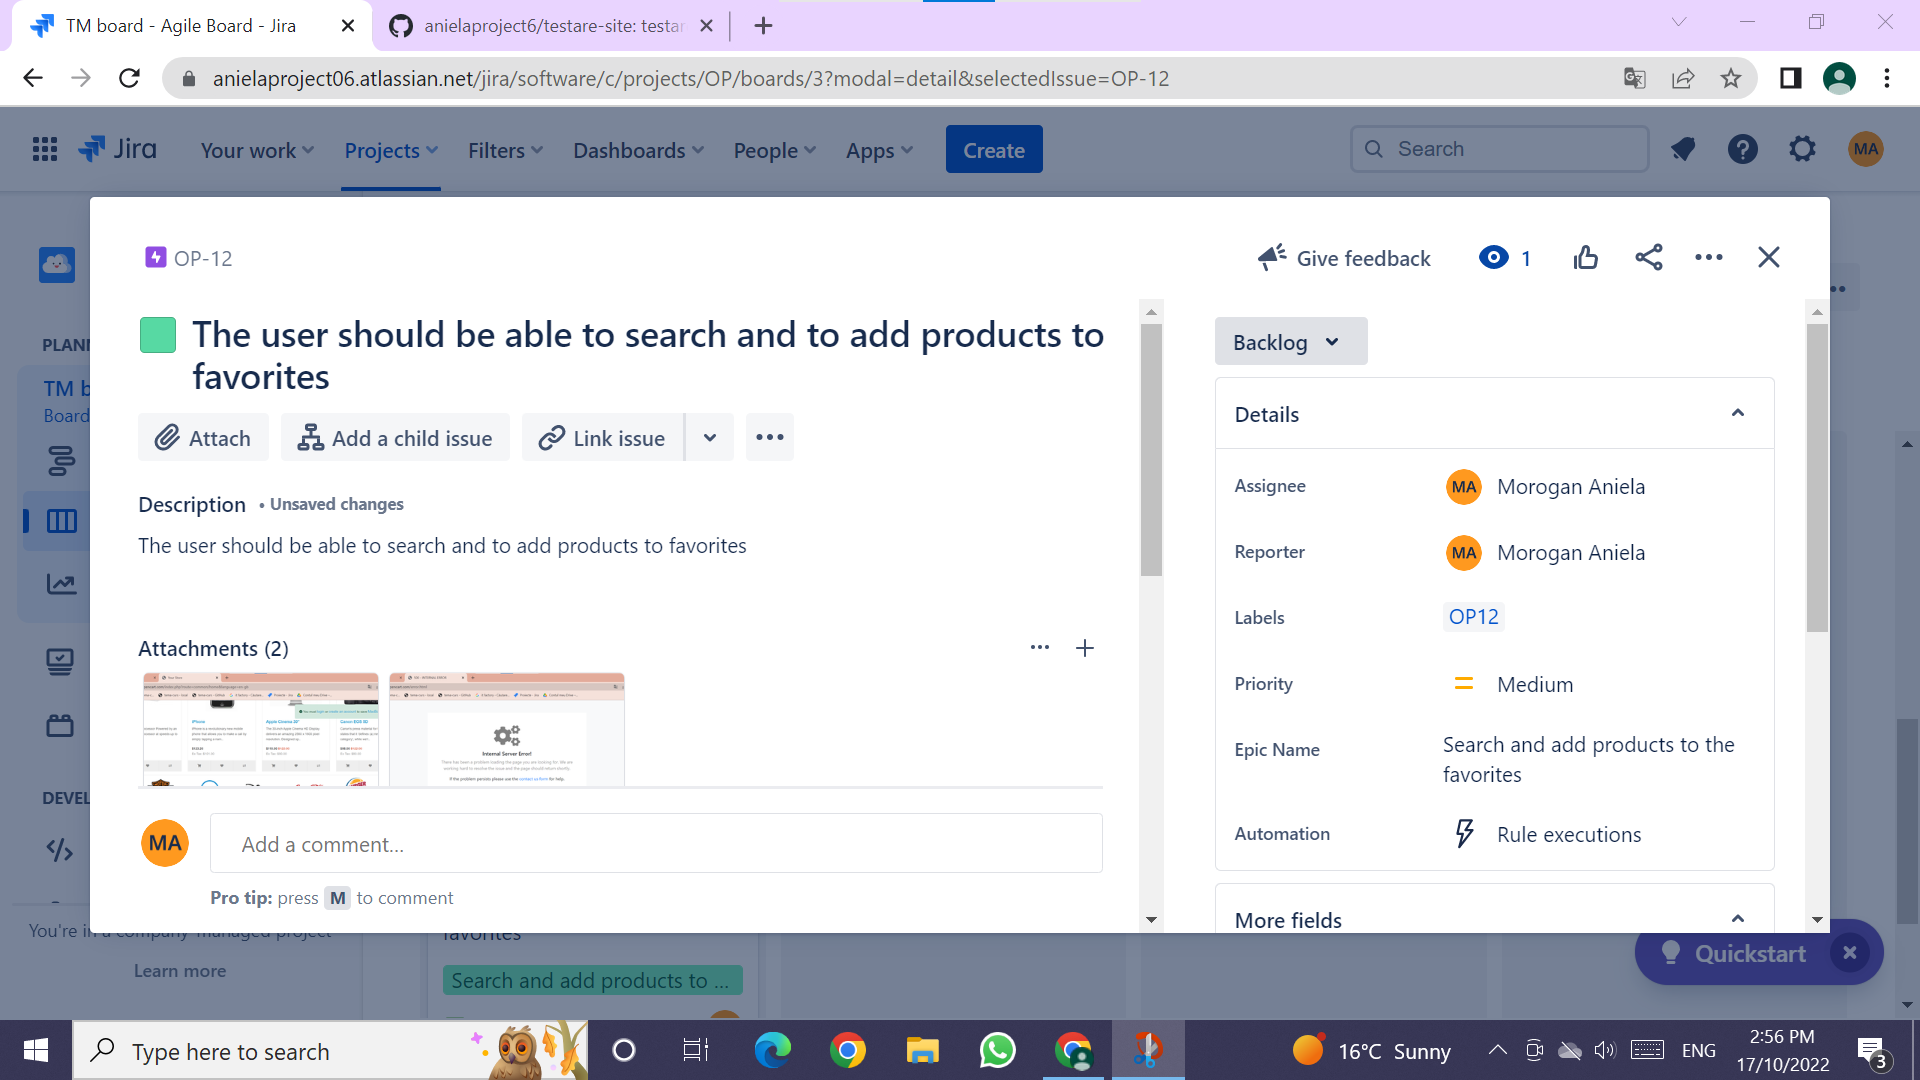 TM board - Agile Board - Jira
anielaproject6/testare-site: testar
anielaproject06.atlassian.net/jira/software/c/projects/OP/boards/3?modal=detail&selectedIssue=OP-12
Jira
Your work
Projects
Filters
Dashboards
People
Apps
Create
Search
MA
OP-12
Give feedback
1
The user should be able to search and to add products to
favorites
Attach
Add a child issue
Link issue
Description
• Unsaved changes
The user should be able to search and to add products to favorites
Attachments (2)
Internal Server Error!
MA
Add a comment...
Pro tip: press M to comment
Backlog
Details
Assignee
MA
Morogan Aniela
Reporter
MA
Morogan Aniela
Labels
OP12
Priority
Medium
Epic Name
Search and add products to the
favorites
Automation
Rule executions
More fields
PLANN
TM b
Board
DEVEL
You're in a company-managed project
Learn more
favorites
Search and add products to ...
Quickstart
Type here to search
16°C Sunny
ENG
2:56 PM
17/10/2022
3